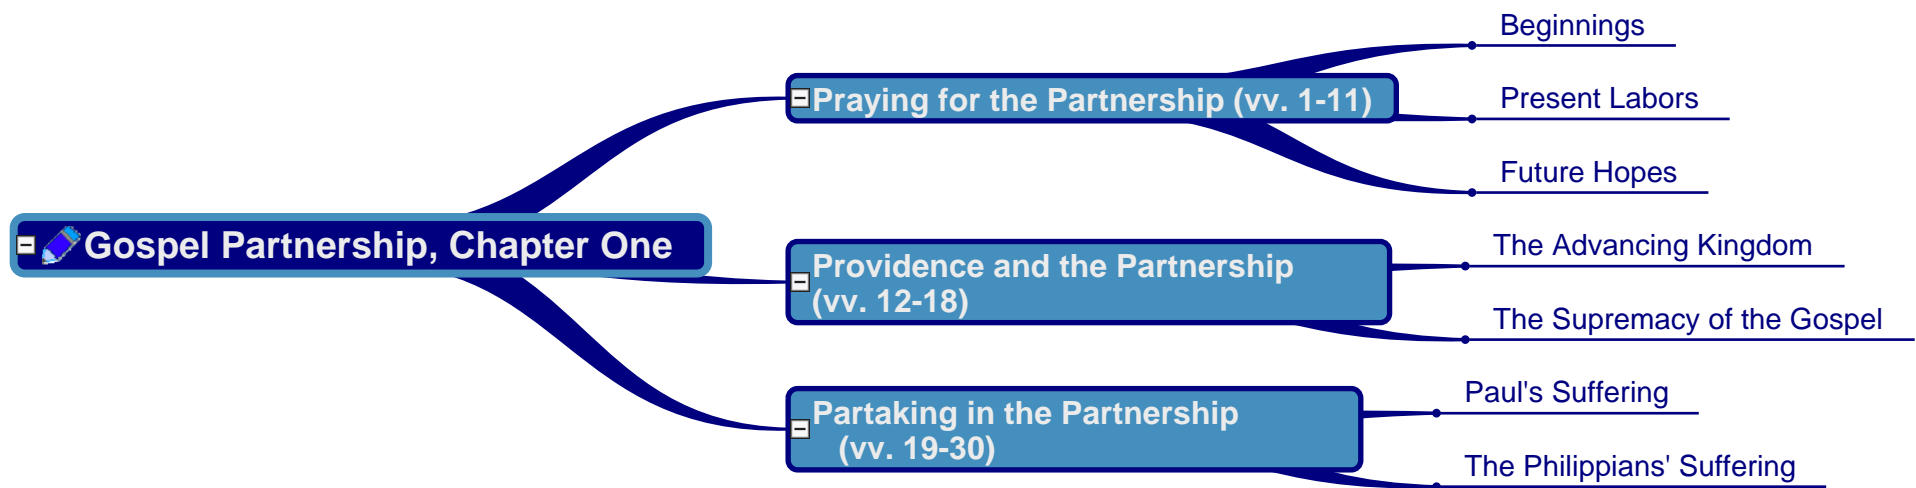 Gospel Partnership, Chapter One
Praying for the Partnership (vv. 1-11)
Beginnings
Present Labors
Future Hopes
Providence and the Partnership
(vv. 12-18)
The Advancing Kingdom
The Supremacy of the Gospel
Partaking in the Partnership
(vv. 19-30)
Paul's Suffering
The Philippians' Suffering